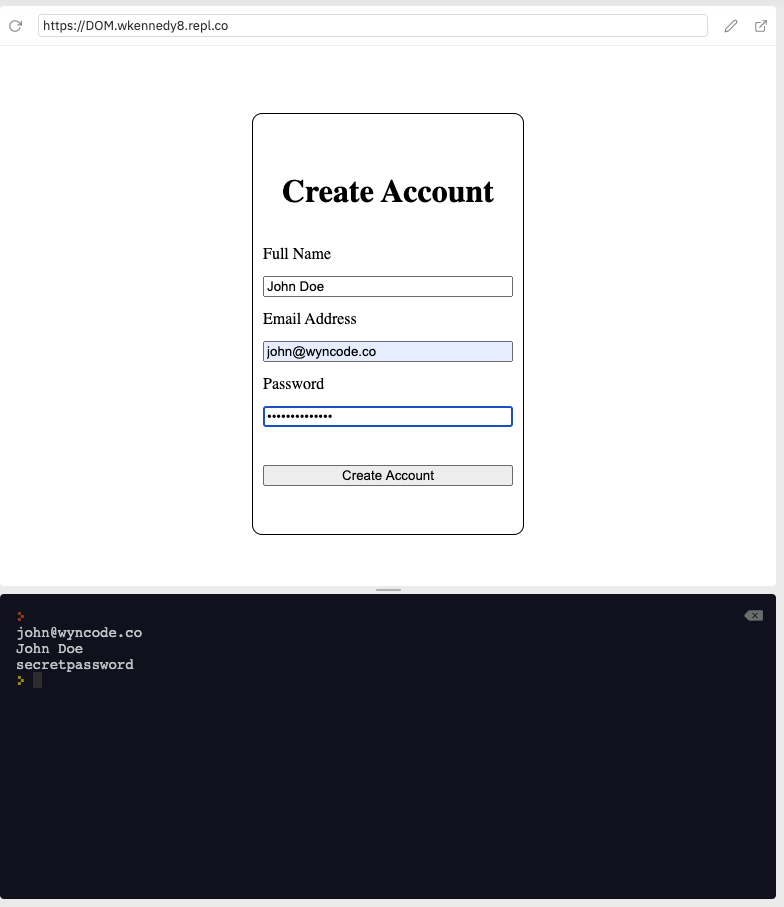 https://DOM.wkennedy8.repl.co
Create Account
Full Name
John Doe
Email Address
john@wyncode.co
Password
••••••••••••••
Create Account
john@wyncode.co
John Doe
secretpassword